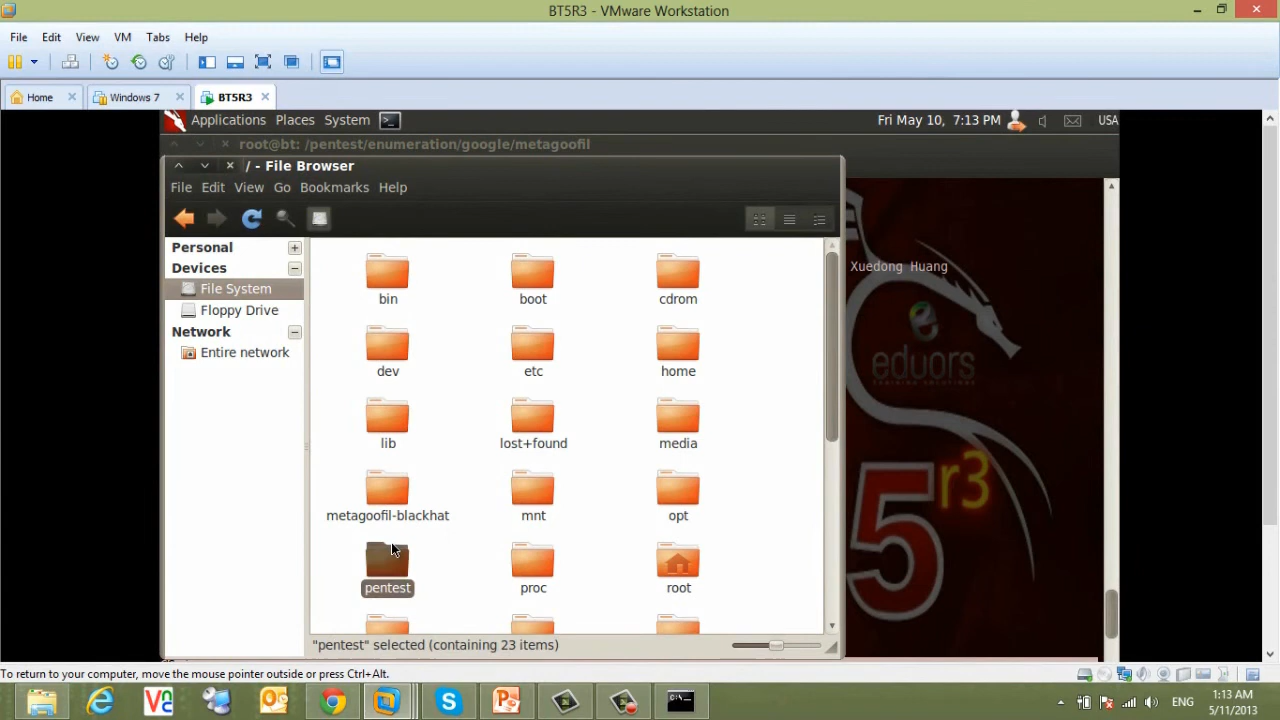 BT5R3 - VMware Workstation
File Edit View VM Tabs Help
Home Windows 7 BT5R3
Applications Places System Fri May 10, 7:13 PM USA
root@bt: /pentest/enumeration/google/metagoofil
/ - File Browser
File Edit View Go Bookmarks Help
Personal
Devices
File System
Floppy Drive
Network
Entire network
bin boot cdrom
dev etc home
lib lost+found media
metagoofil-blackhat mnt opt
pentest proc root
"pentest" selected (containing 23 items)
Xuedong Huang
eduors
5 r3
To return to your computer, move the mouse pointer outside or press Ctrl+Alt.
ENG 1:13 AM
5/11/2013